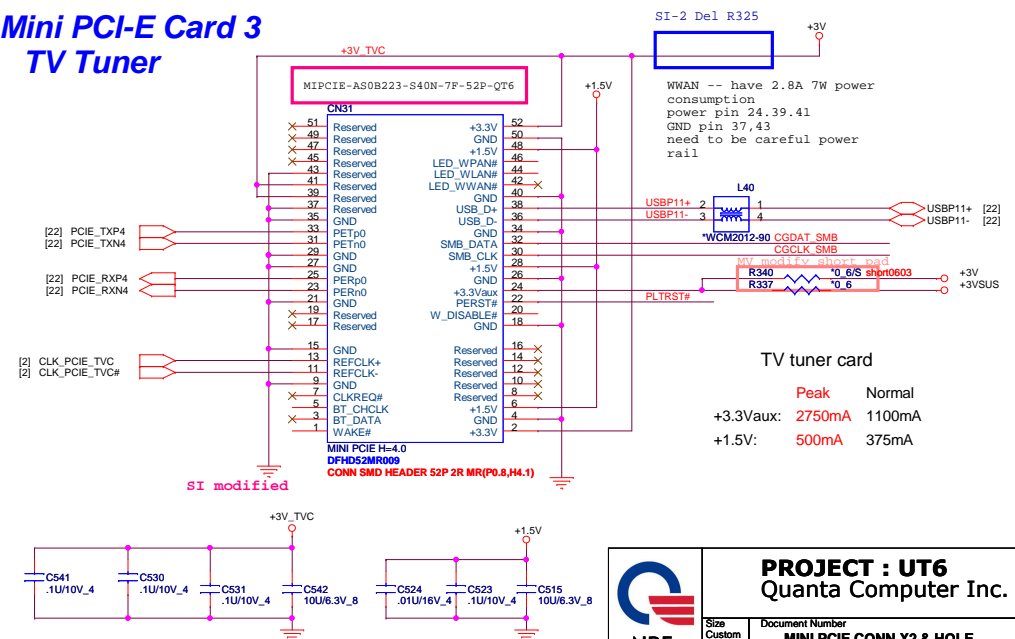 Mini PCI-E Card 3
TV Tuner
SI-2 Del R325
+3V
+3V_TVC
MIPCIE-AS0B223-S40N-7F-52P-QT6
+1.5V
WWAN -- have 2.8A 7W power
consumption
power pin 24.39.41
GND pin 37,43
need to be careful power
rail
CN31
51 Reserved +3.3V 52
49 Reserved GND 50
47 Reserved +1.5V 48
45 Reserved LED_WPAN# 46
43 Reserved LED_WLAN# 44
41 Reserved LED_WWAN# 42
39 Reserved GND 40
37 Reserved USB_D+ 38
35 GND USB_D- 36
33 PETp0 GND 34
31 PETn0 SMB_DATA 32
29 GND SMB_CLK 30
27 GND +1.5V 28
25 PERp0 GND 26
23 PERn0 +3.3Vaux 24
21 GND PERST# 22
19 Reserved W_DISABLE# 20
17 Reserved GND 18
15 GND Reserved 16
13 REFCLK+ Reserved 14
11 REFCLK- Reserved 12
9 GND Reserved 10
7 CLKREQ# Reserved 8
5 BT_CHCLK +1.5V 6
3 BT_DATA GND 4
1 WAKE# +3.3V 2
MINI PCIE H=4.0
DFHD52MR009
CONN SMD HEADER 52P 2R MR(P0.8,H4.1)
[22] PCIE_TXP4
[22] PCIE_TXN4
[22] PCIE_RXP4
[22] PCIE_RXN4
[2] CLK_PCIE_TVC
[2] CLK_PCIE_TVC#
SI modified
L40
USBP11+ 2 1 USBP11+ [22]
USBP11- 3 4 USBP11- [22]
*WCM2012-90
CGDAT_SMB
CGCLK_SMB
MV modify short pad
R340 *0_6/S short0603 +3V
R337 *0_6 +3VSUS
PLTRST#
TV tuner card
Peak Normal
+3.3Vaux: 2750mA 1100mA
+1.5V: 500mA 375mA
+3V_TVC
C541
.1U/10V_4
C530
.1U/10V_4
C531
.1U/10V_4
C542
10U/6.3V_8
+1.5V
C524
.01U/16V_4
C523
.1U/10V_4
C515
10U/6.3V_8
PROJECT : UT6
Quanta Computer Inc.
Size
Custom
Document Number
MINI PCIE CONN X2 & HOLE